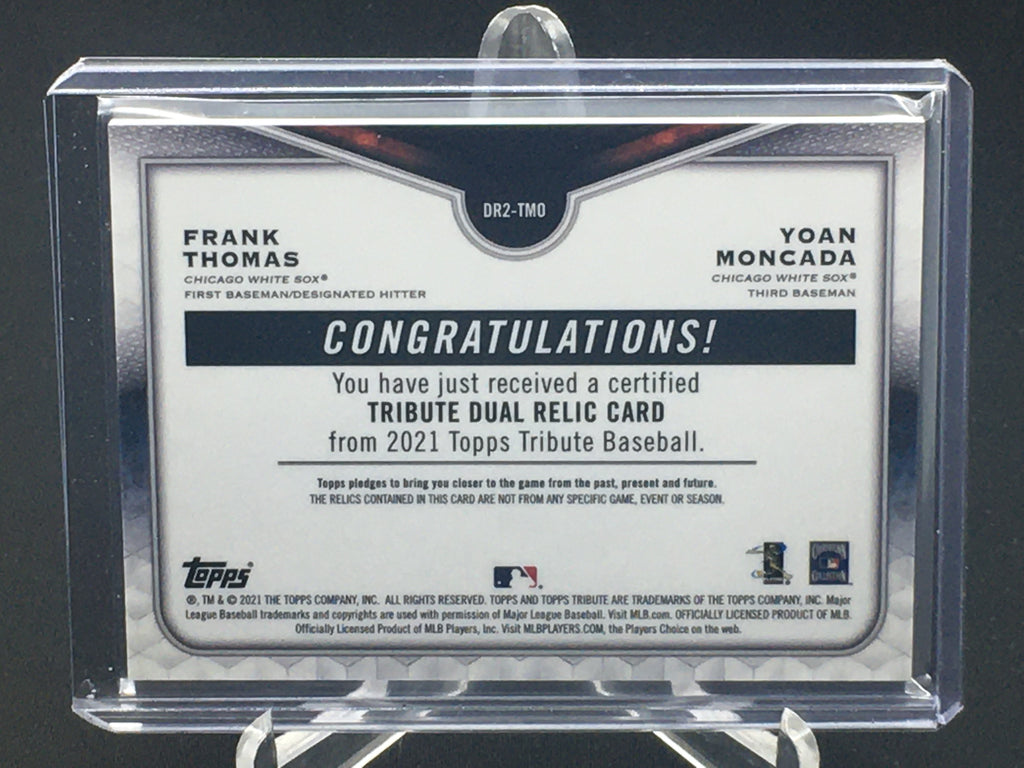 DR2-TMO
FRANK
THOMAS
CHICAGO WHITE SOX®
FIRST BASEMAN/DESIGNATED HITTER
YOAN
MONCADA
CHICAGO WHITE SOX®
THIRD BASEMAN
CONGRATULATIONS!
You have just received a certified
TRIBUTE DUAL RELIC CARD
from 2021 Topps Tribute Baseball.
Topps pledges to bring you closer to the game from the past, present and future.
THE RELICS CONTAINED IN THIS CARD ARE NOT FROM ANY SPECIFIC GAME, EVENT OR SEASON.
topps®
®, TM & © 2021 THE TOPPS COMPANY, INC. ALL RIGHTS RESERVED. TOPPS AND TOPPS TRIBUTE ARE TRADEMARKS OF THE TOPPS COMPANY, INC. Major
League Baseball trademarks and copyrights are used with permission of Major League Baseball. Visit MLB.com. OFFICIALLY LICENSED PRODUCT OF MLB
Officially Licensed Product of MLB Players, Inc. Visit MLBPLAYERS.COM, the Players Choice on the web.